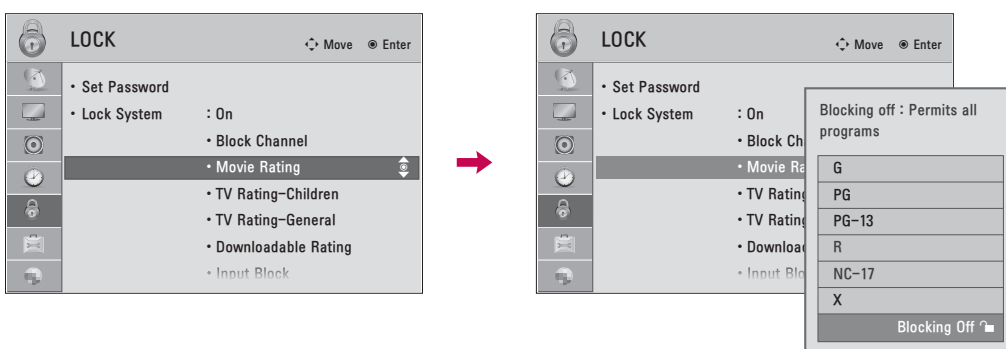 LOCK
Move Enter
• Set Password
• Lock System : On
• Block Channel
• Movie Rating
• TV Rating-Children
• TV Rating-General
• Downloadable Rating
• Input Block
LOCK
Move Enter
• Set Password
• Lock System : On
• Block Ch
• Movie Ra
• TV Rating
• TV Rating
• Downloa
• Input Blo
Blocking off : Permits all
programs
G
PG
PG-13
R
NC-17
X
Blocking Off